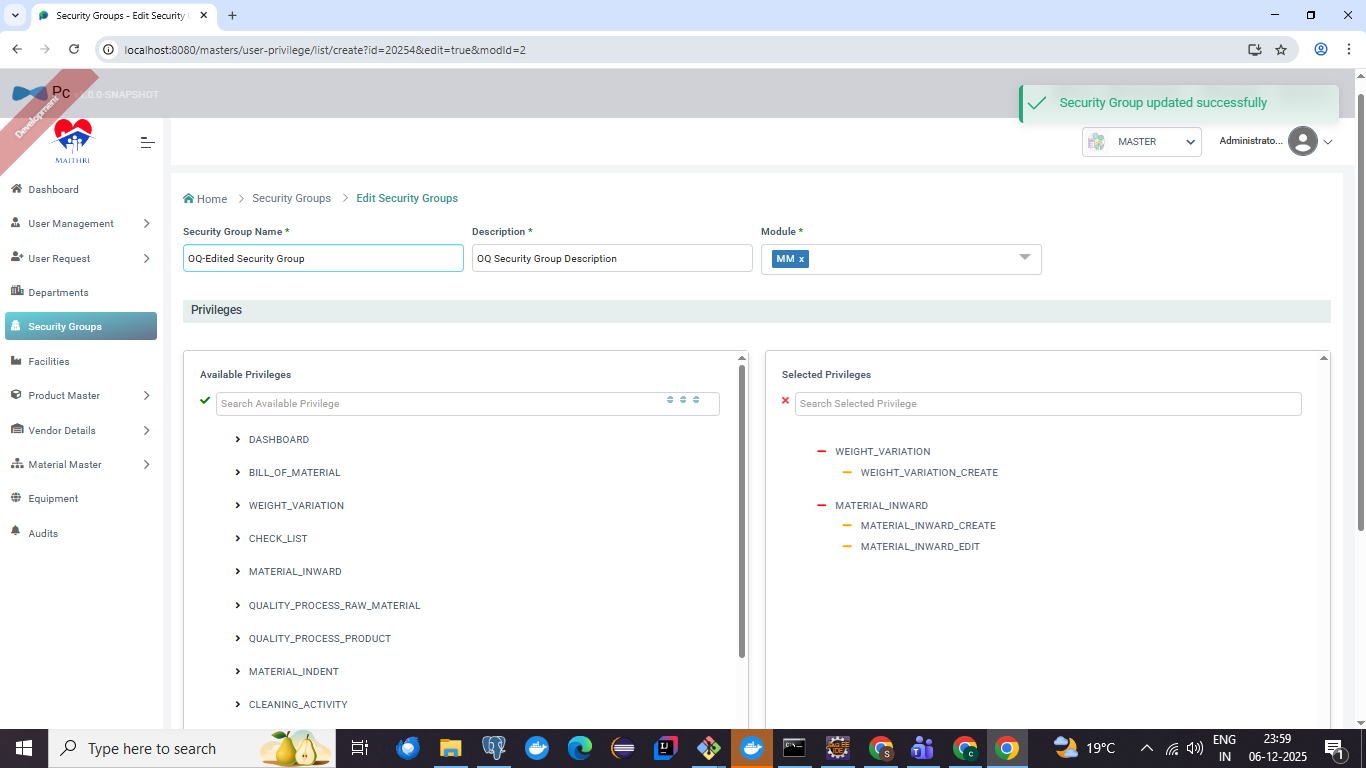 Security Groups - Edit Security
localhost:8080/masters/user-privilege/list/create?id=20254&edit=true&modId=2
Pc
1.0.0-SNAPSHOT
Development
Security Group updated successfully
MAITHRI
MASTER
Administrato...
Dashboard
User Management
User Request
Departments
Security Groups
Facilities
Product Master
Vendor Details
Material Master
Equipment
Audits
Home > Security Groups > Edit Security Groups
Security Group Name *
Description *
Module *
OQ-Edited Security Group
OQ Security Group Description
MM x
Privileges
Available Privileges
Search Available Privilege
DASHBOARD
BILL_OF_MATERIAL
WEIGHT_VARIATION
CHECK_LIST
MATERIAL_INWARD
QUALITY_PROCESS_RAW_MATERIAL
QUALITY_PROCESS_PRODUCT
MATERIAL_INDENT
CLEANING_ACTIVITY
Selected Privileges
Search Selected Privilege
WEIGHT_VARIATION
WEIGHT_VARIATION_CREATE
MATERIAL_INWARD
MATERIAL_INWARD_CREATE
MATERIAL_INWARD_EDIT
Type here to search
19°C
ENG
IN
23:59
06-12-2025
1